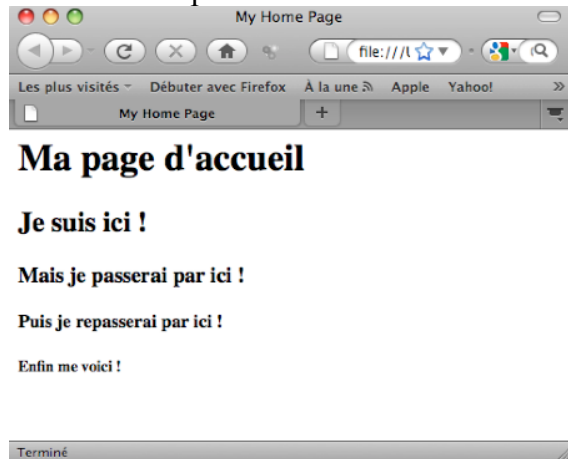 My Home Page
file:///U
Les plus visités Débuter avec Firefox À la une Apple Yahoo! »
My Home Page +
Ma page d'accueil
Je suis ici !
Mais je passerai par ici !
Puis je repasserai par ici !
Enfin me voici !
Terminé